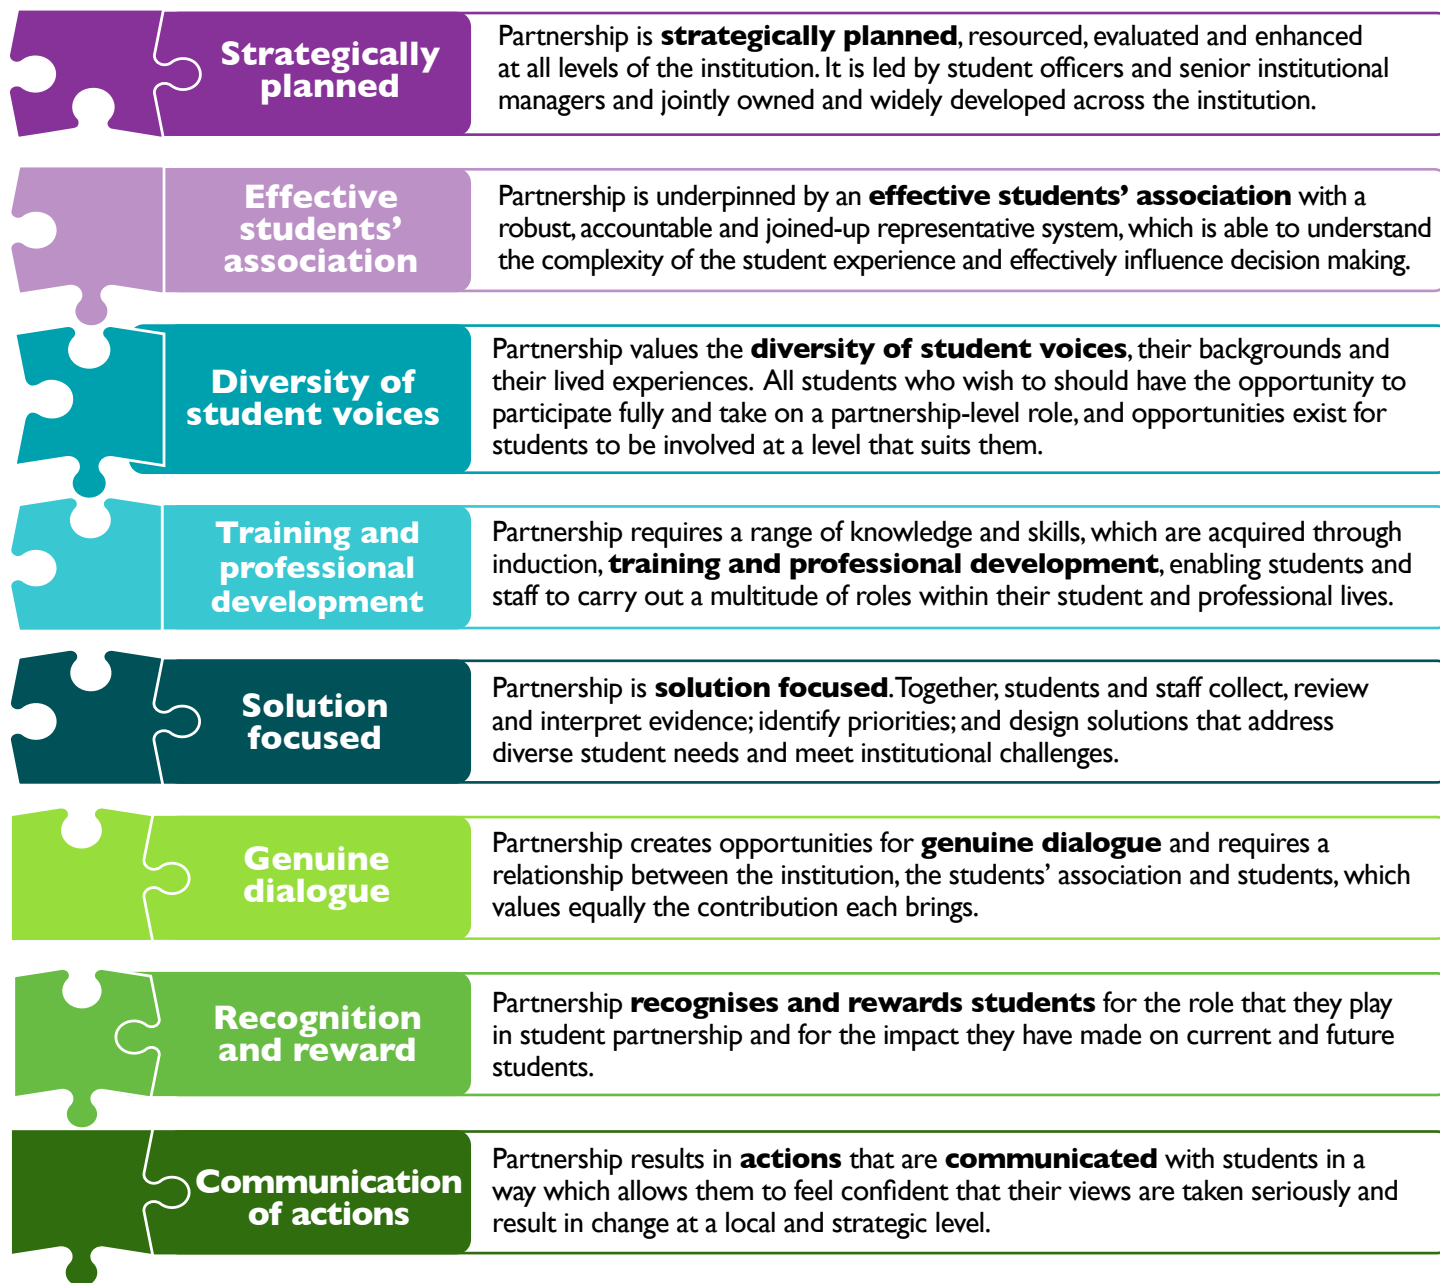 Strategically
planned
Partnership is strategically planned, resourced, evaluated and enhanced
at all levels of the institution. It is led by student officers and senior institutional
managers and jointly owned and widely developed across the institution.
Effective
students’
association
Partnership is underpinned by an effective students’ association with a
robust, accountable and joined-up representative system, which is able to understand
the complexity of the student experience and effectively influence decision making.
Diversity of
student voices
Partnership values the diversity of student voices, their backgrounds and
their lived experiences. All students who wish to should have the opportunity to
participate fully and take on a partnership-level role, and opportunities exist for
students to be involved at a level that suits them.
Training and
professional
development
Partnership requires a range of knowledge and skills, which are acquired through
induction, training and professional development, enabling students and
staff to carry out a multitude of roles within their student and professional lives.
Solution
focused
Partnership is solution focused. Together, students and staff collect, review
and interpret evidence; identify priorities; and design solutions that address
diverse student needs and meet institutional challenges.
Genuine
dialogue
Partnership creates opportunities for genuine dialogue and requires a
relationship between the institution, the students’ association and students, which
values equally the contribution each brings.
Recognition
and reward
Partnership recognises and rewards students for the role that they play
in student partnership and for the impact they have made on current and future
students.
Communication
of actions
Partnership results in actions that are communicated with students in a
way which allows them to feel confident that their views are taken seriously and
result in change at a local and strategic level.